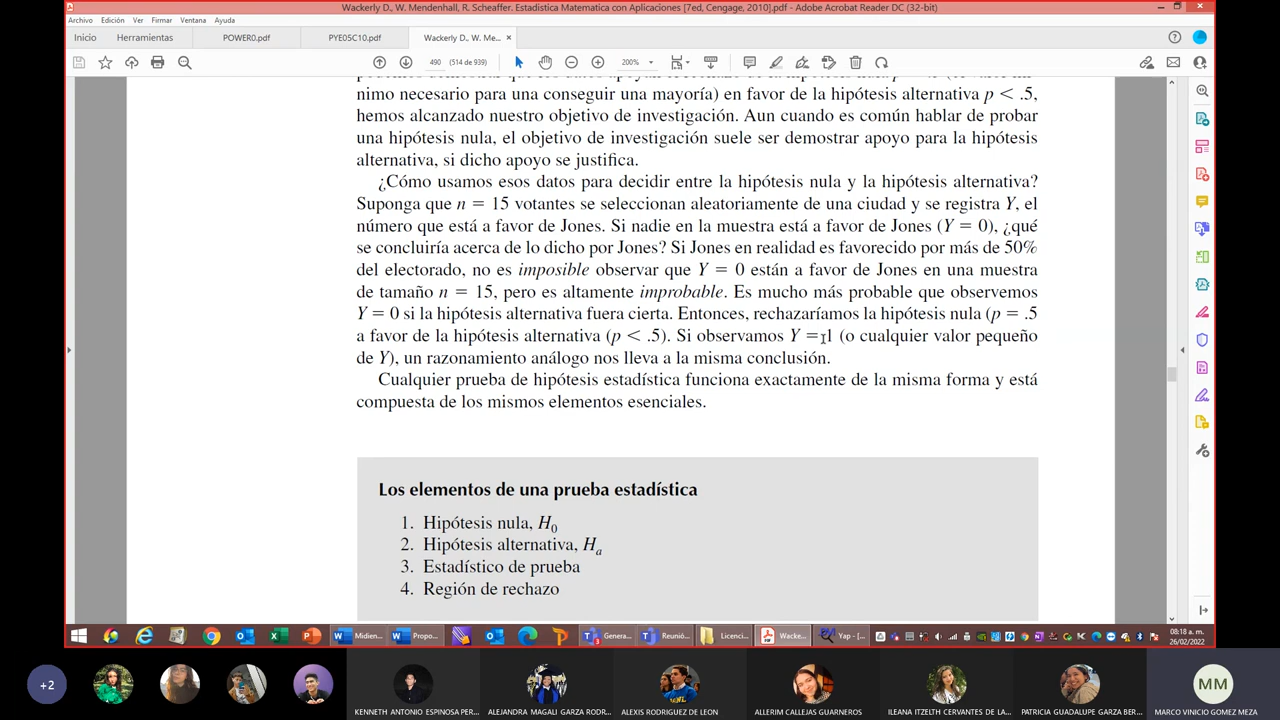 Wackerly D., W. Mendenhall, R. Scheaffer. Estadistica Matematica con Aplicaciones [7ed, Cengage, 2010].pdf - Adobe Acrobat Reader DC (32-bit)
Archivo Edición Ver Firmar Ventana Ayuda
Inicio Herramientas POWER0.pdf PYE05C10.pdf Wackerly D., W. Me...
490 (514 de 939) 200%
nimo necesario para una conseguir una mayoría) en favor de la hipótesis alternativa p < .5,
hemos alcanzado nuestro objetivo de investigación. Aun cuando es común hablar de probar
una hipótesis nula, el objetivo de investigación suele ser demostrar apoyo para la hipótesis
alternativa, si dicho apoyo se justifica.
¿Cómo usamos esos datos para decidir entre la hipótesis nula y la hipótesis alternativa?
Suponga que n = 15 votantes se seleccionan aleatoriamente de una ciudad y se registra Y, el
número que está a favor de Jones. Si nadie en la muestra está a favor de Jones (Y = 0), ¿qué
se concluiría acerca de lo dicho por Jones? Si Jones en realidad es favorecido por más de 50%
del electorado, no es imposible observar que Y = 0 están a favor de Jones en una muestra
de tamaño n = 15, pero es altamente improbable. Es mucho más probable que observemos
Y = 0 si la hipótesis alternativa fuera cierta. Entonces, rechazaríamos la hipótesis nula (p = .5
a favor de la hipótesis alternativa (p < .5). Si observamos Y = 1 (o cualquier valor pequeño
de Y), un razonamiento análogo nos lleva a la misma conclusión.
Cualquier prueba de hipótesis estadística funciona exactamente de la misma forma y está
compuesta de los mismos elementos esenciales.
Los elementos de una prueba estadística
1. Hipótesis nula, H0
2. Hipótesis alternativa, Ha
3. Estadístico de prueba
4. Región de rechazo
Midien... Propo... Genera... Reunió... Licenci... Wacke... Yap - [...
08:18 a. m.
26/02/2022
+2 MM
KENNETH ANTONIO ESPINOSA PER... ALEJANDRA MAGALI GARZA RODR... ALEXIS RODRIGUEZ DE LEON ALLERIM CALLEJAS GUARNEROS ILEANA ITZELTH CERVANTES DE LA... PATRICIA GUADALUPE GARZA BER... MARCO VINICIO GOMEZ MEZA